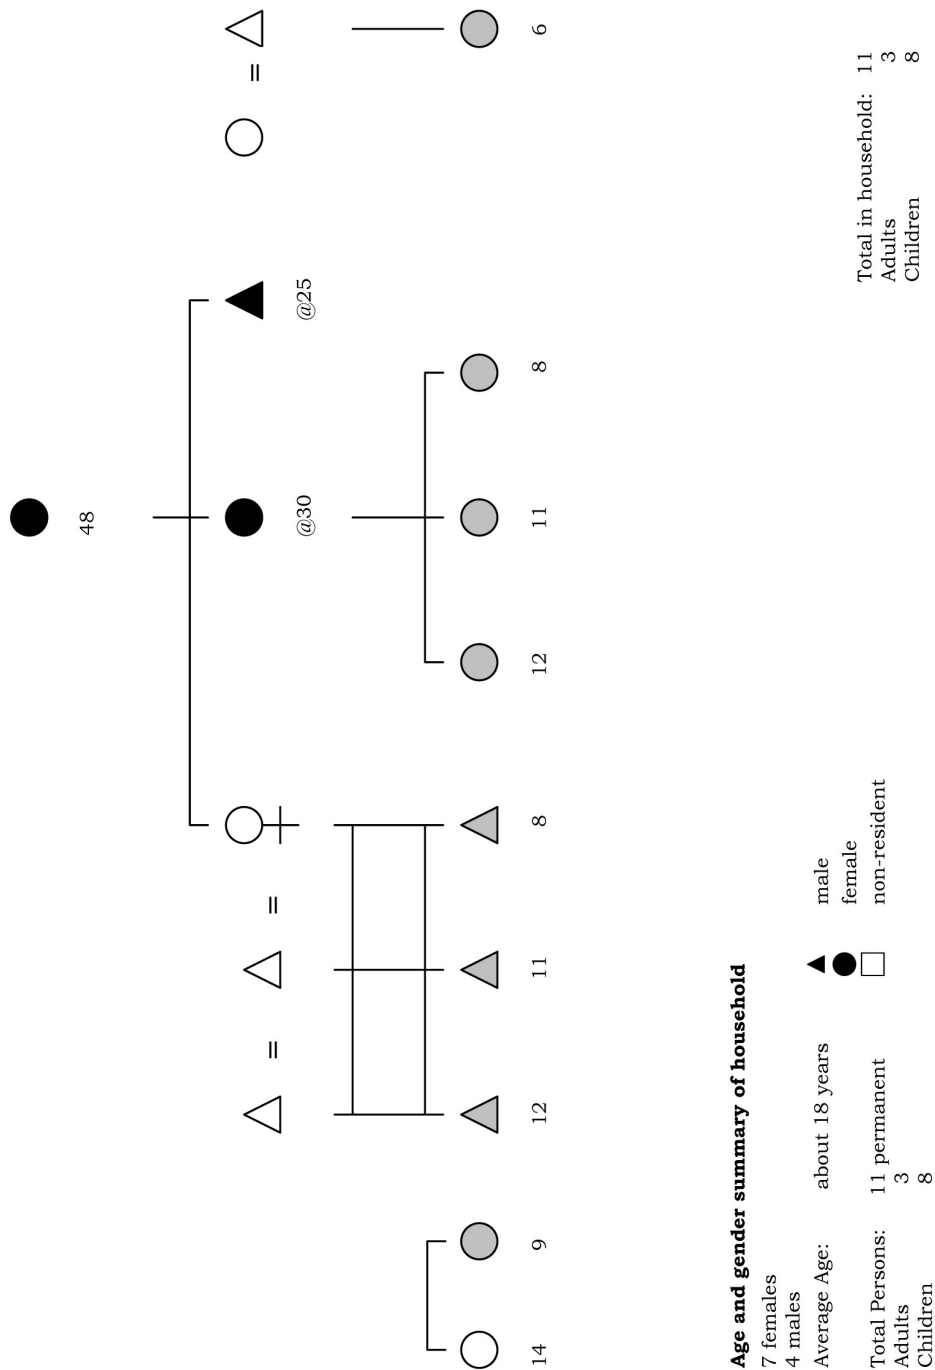 48
@30 @25
14 9 12 11 8 12 11 8 6
Age and gender summary of household
7 females
4 males
Average Age: about 18 years
Total Persons: 11 permanent
Adults 3
Children 8
male
female
non-resident
Total in household: 11
Adults 3
Children 8